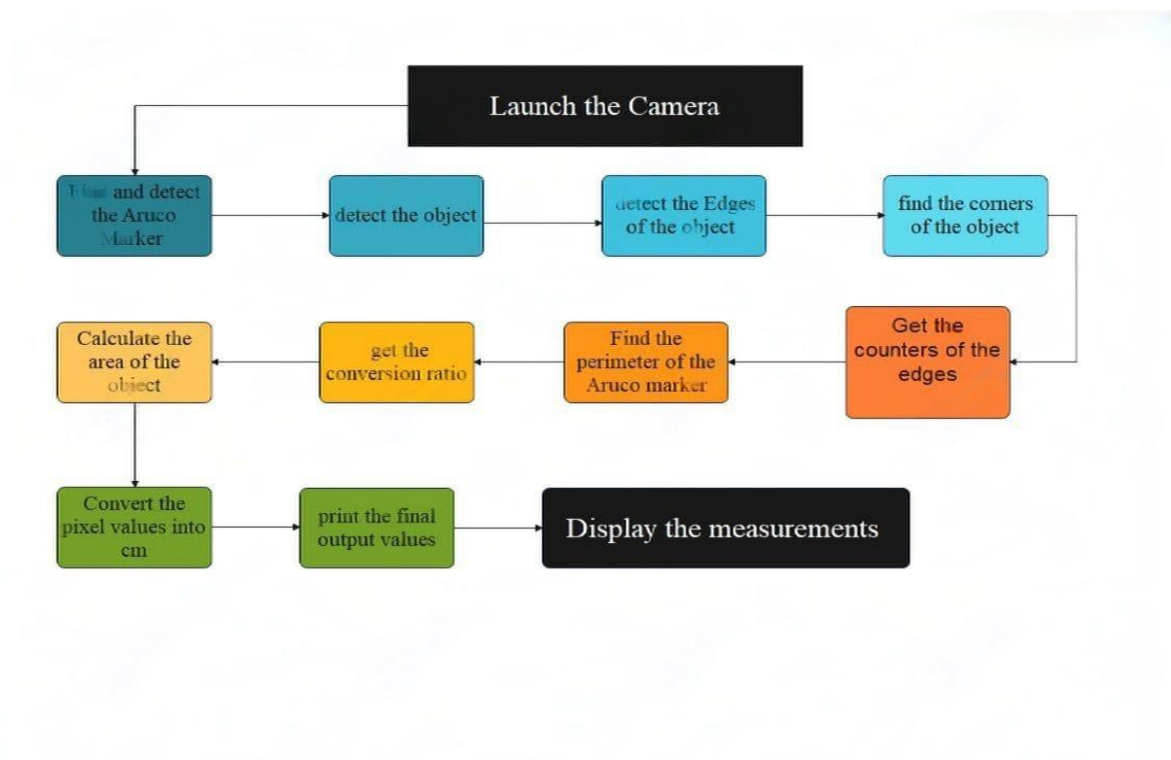 Launch the Camera
and detect
the Aruco
Marker
detect the object
detect the Edges
of the object
find the corners
of the object
Get the
counters of the
edges
Find the
perimeter of the
Aruco marker
get the
conversion ratio
Calculate the
area of the
object
Convert the
pixel values into
cm
print the final
output values
Display the measurements